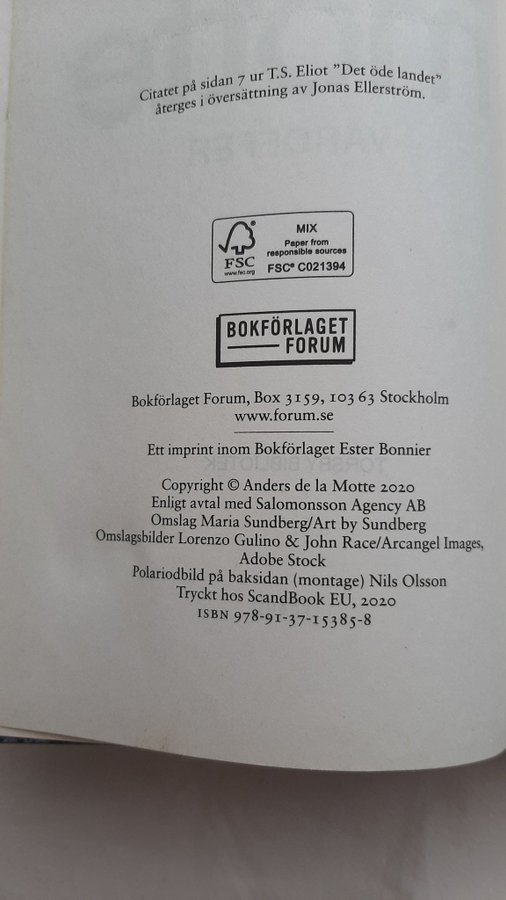 Citatet på sidan 7 ur T.S. Eliot "Det öde landet"
återges i översättning av Jonas Ellerström.
FSC
www.fsc.org
MIX
Paper from
responsible sources
FSC® C021394
BOKFÖRLAGET
FORUM
Bokförlaget Forum, Box 3159, 103 63 Stockholm
www.forum.se
Ett imprint inom Bokförlaget Ester Bonnier
TORSBY BIBLIOTEK
Copyright © Anders de la Motte 2020
Enligt avtal med Salomonsson Agency AB
Omslag Maria Sundberg/Art by Sundberg
Omslagsbilder Lorenzo Gulino & John Race/Arcangel Images,
Adobe Stock
Polariodbild på baksidan (montage) Nils Olsson
Tryckt hos ScandBook EU, 2020
ISBN 978-91-37-15385-8